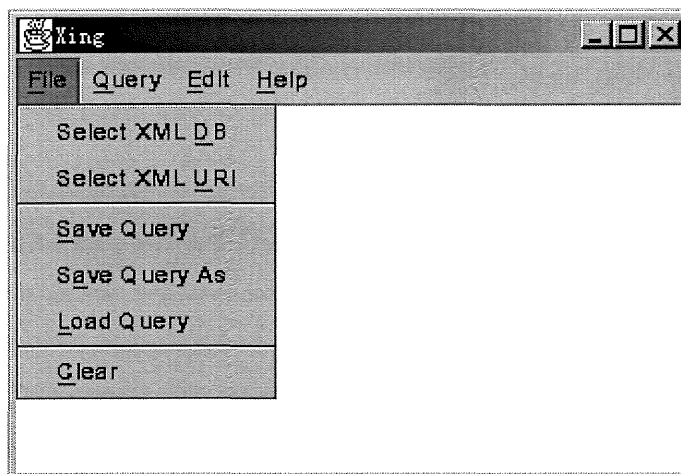 Xing
File Query Edit Help
Select XML DB
Select XML URI
Save Query
Save Query As
Load Query
Clear